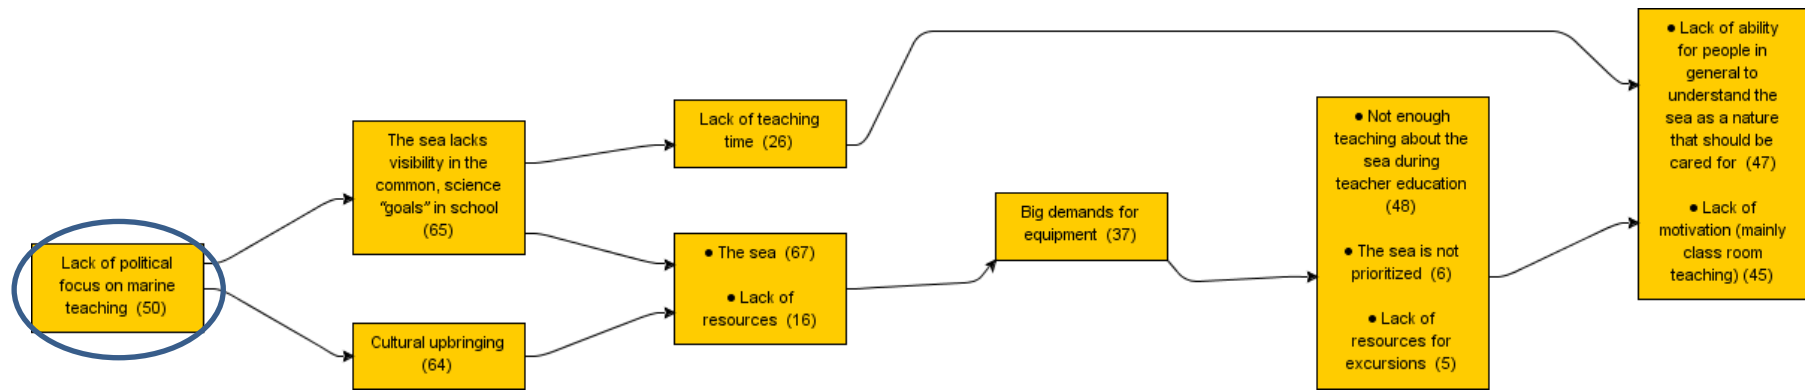 Lack of political
focus on marine
teaching (50)
The sea lacks
visibility in the
common, science
“goals” in school
(65)
Cultural upbringing
(64)
Lack of teaching
time (26)
● The sea (67)
● Lack of
resources (16)
Big demands for
equipment (37)
● Not enough
teaching about the
sea during
teacher education
(48)
● The sea is not
prioritized (6)
● Lack of
resources for
excursions (5)
● Lack of ability
for people in
general to
understand the
sea as a nature
that should be
cared for (47)
● Lack of
motivation (mainly
class room
teaching) (45)